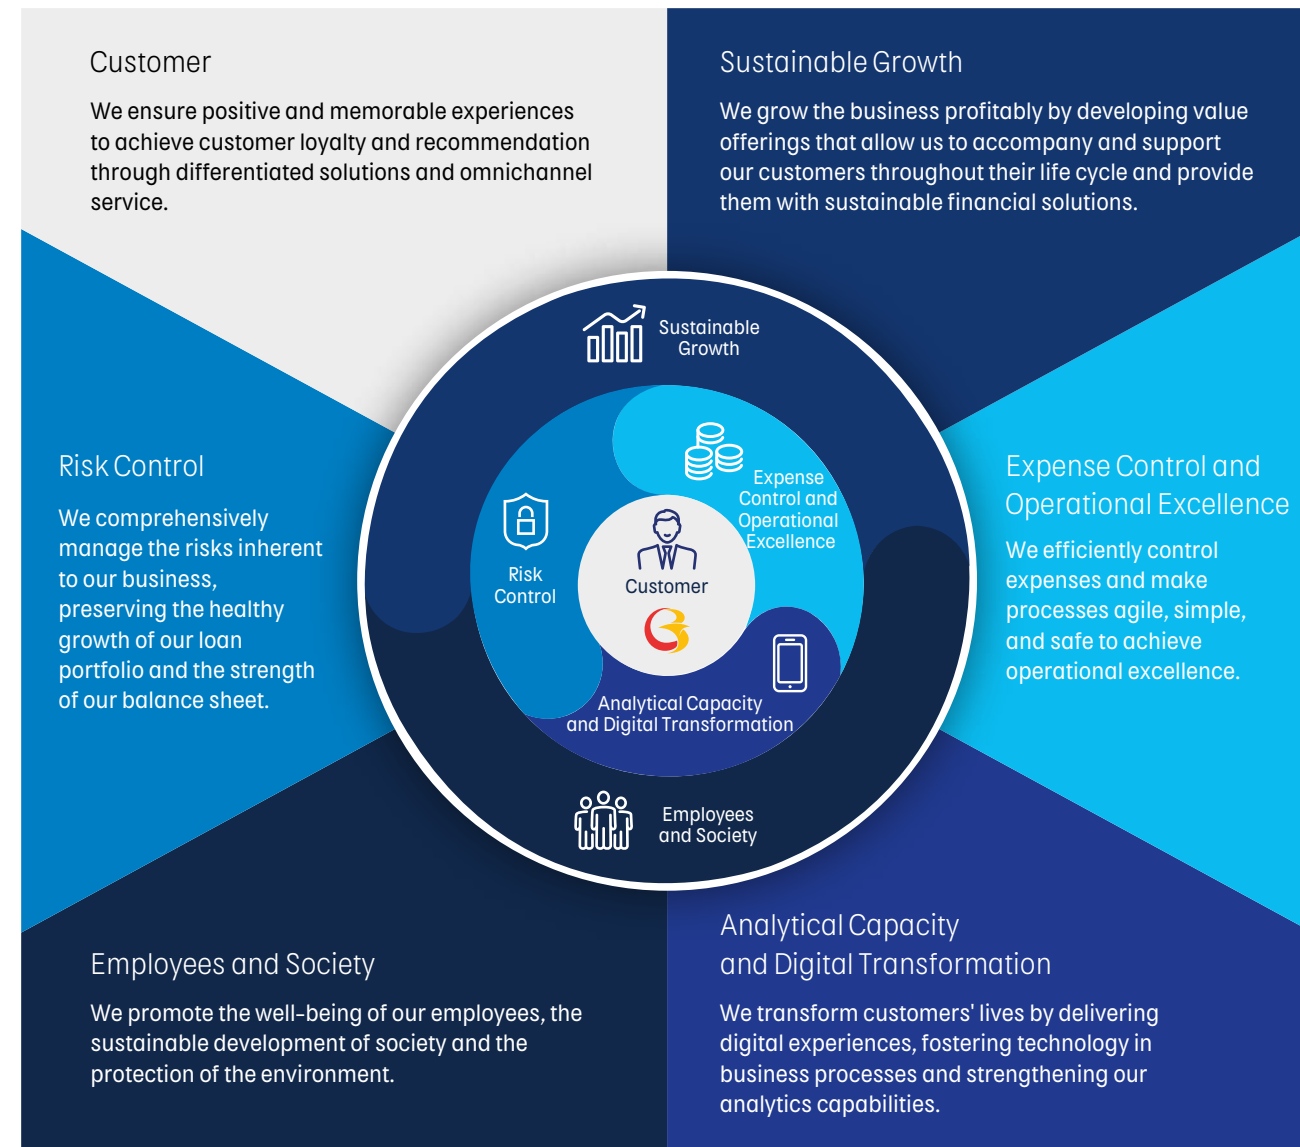 Customer
We ensure positive and memorable experiences
to achieve customer loyalty and recommendation
through differentiated solutions and omnichannel
service.
Sustainable Growth
We grow the business profitably by developing value
offerings that allow us to accompany and support
our customers throughout their life cycle and provide
them with sustainable financial solutions.
Risk Control
We comprehensively
manage the risks inherent
to our business,
preserving the healthy
growth of our loan
portfolio and the strength
of our balance sheet.
Sustainable
Growth
Expense
Control and
Operational
Excellence
Risk
Control
Customer
Analytical Capacity
and Digital Transformation
Employees
and Society
Expense Control and
Operational Excellence
We efficiently control
expenses and make
processes agile, simple,
and safe to achieve
operational excellence.
Employees and Society
We promote the well-being of our employees, the
sustainable development of society and the
protection of the environment.
Analytical Capacity
and Digital Transformation
We transform customers' lives by delivering
digital experiences, fostering technology in
business processes and strengthening our
analytics capabilities.